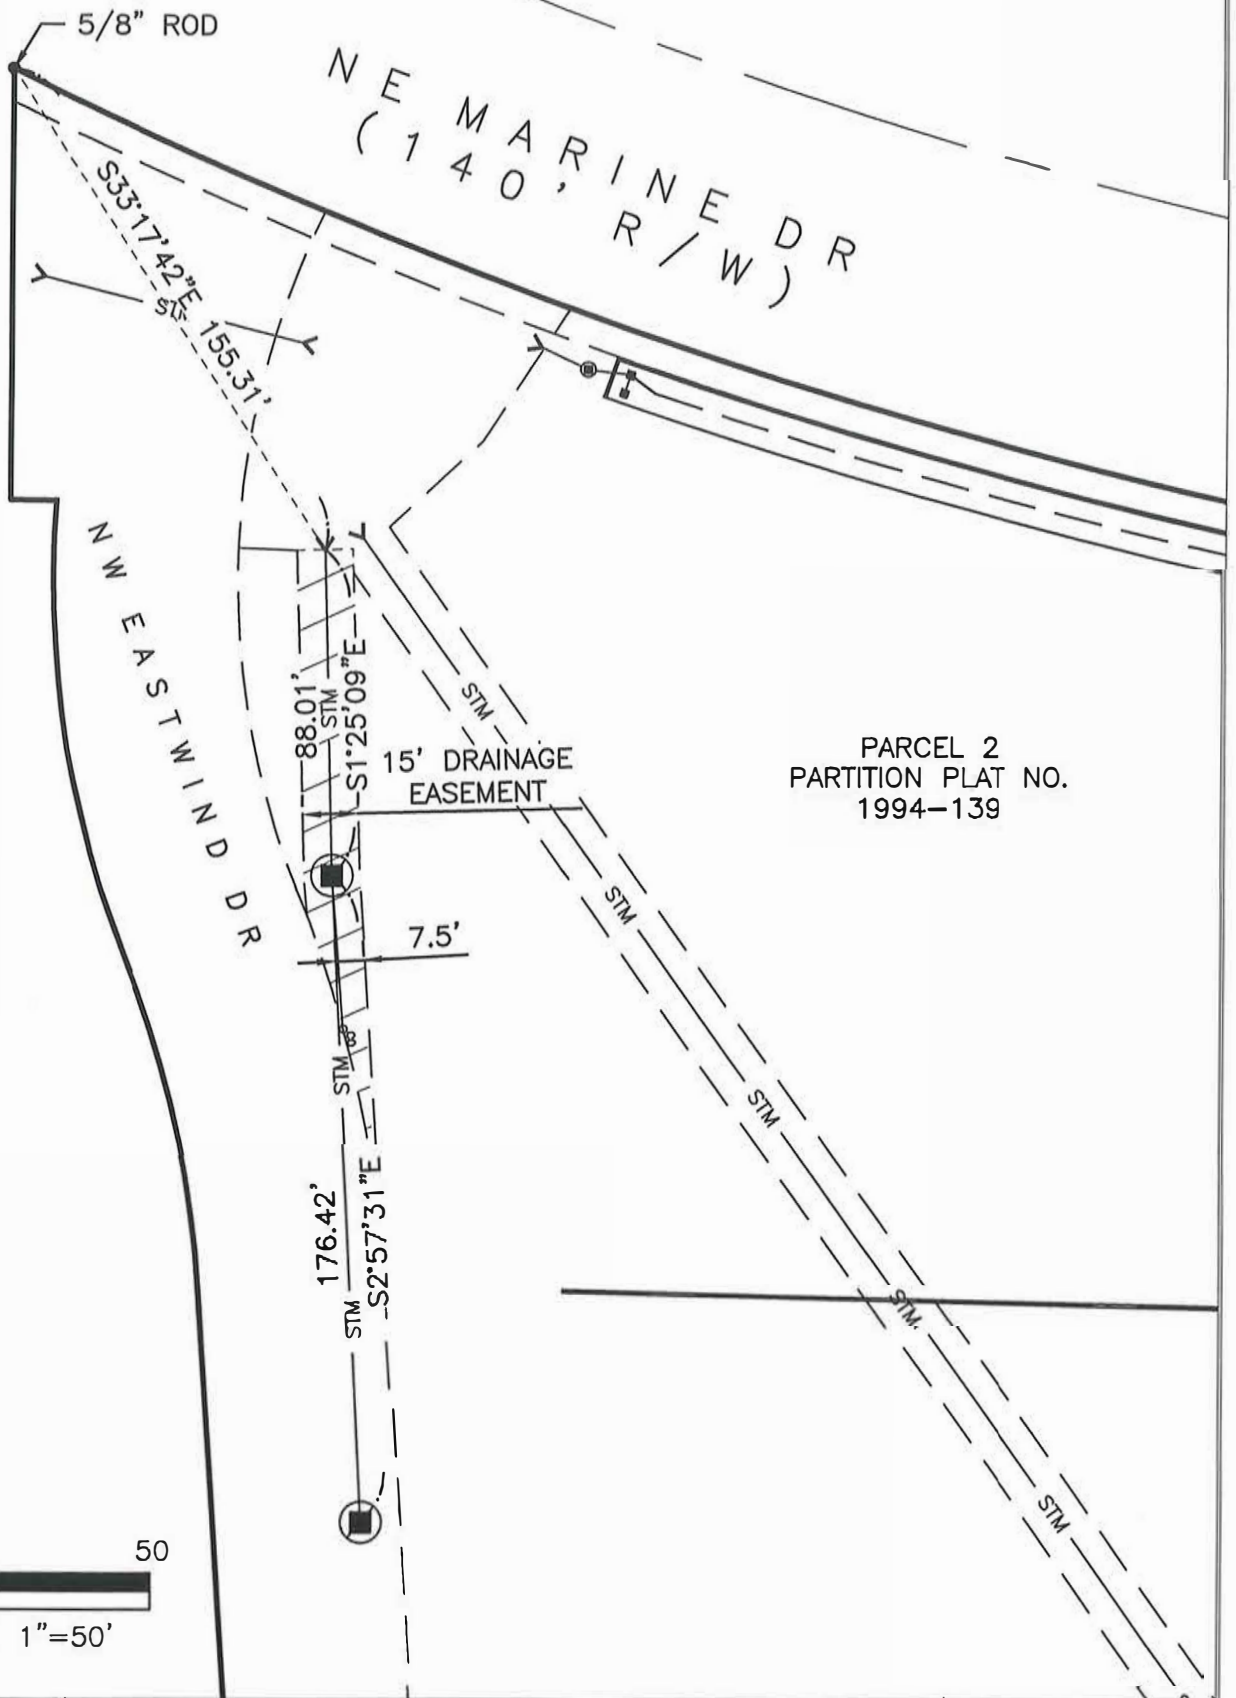 5/8" ROD
NE MARINE DR
(140' R/W)
S33°17'42"E 155.31'
NW EASTWIND DR
88.01'
STM
S1°25'09"E
STM
15' DRAINAGE
EASEMENT
PARCEL 2
PARTITION PLAT NO.
1994-139
STM
7.5'
STM
STM
176.42'
S2°57'31"E
STM
STM
STM
50
1"=50'